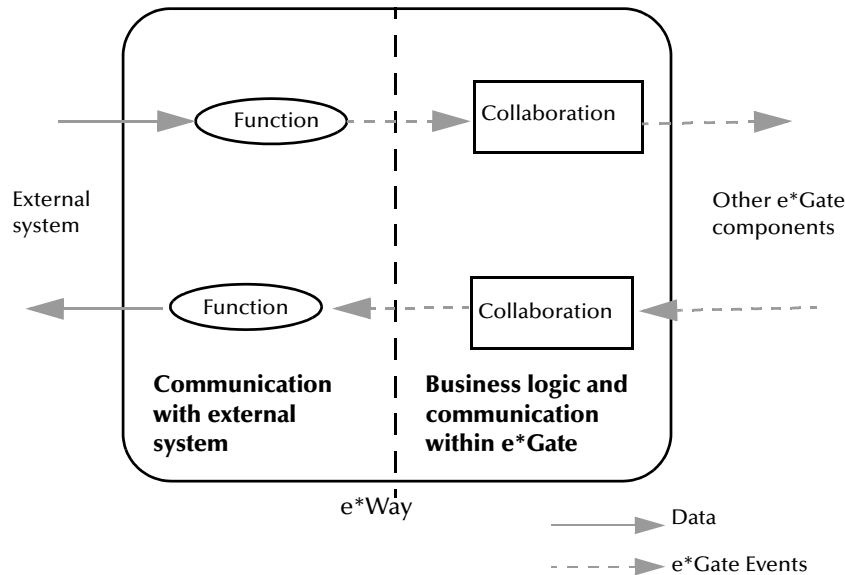 Function
Collaboration
External
system
Other e*Gate
components
Function
Collaboration
Communication
with external
system
Business logic and
communication
within e*Gate
e*Way
Data
e*Gate Events